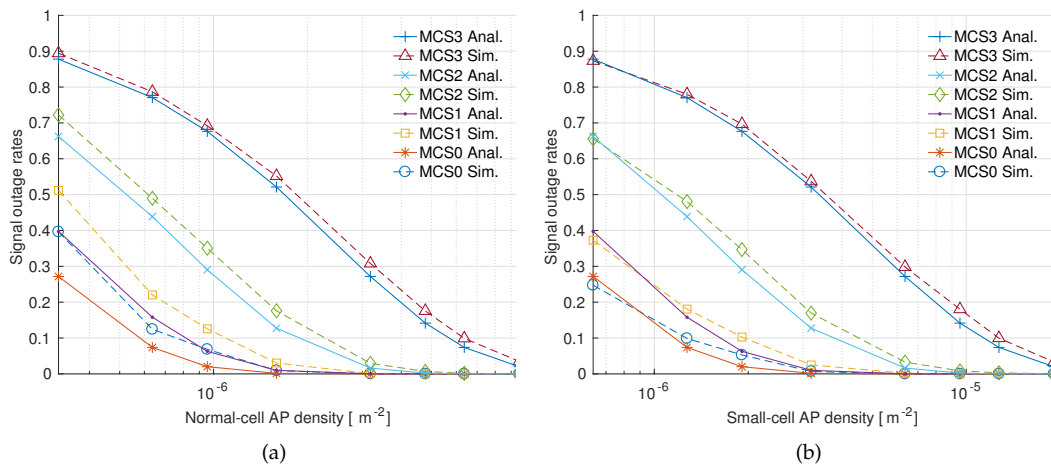 1
0.9
0.8
0.7
0.6
0.5
0.4
0.3
0.2
0.1
0
Signal outage rates
MCS3 Anal.
MCS3 Sim.
MCS2 Anal.
MCS2 Sim.
MCS1 Anal.
MCS1 Sim.
MCS0 Anal.
MCS0 Sim.
10^-6
Normal-cell AP density [ m^-2]
(a)
1
0.9
0.8
0.7
0.6
0.5
0.4
0.3
0.2
0.1
0
Signal outage rates
MCS3 Anal.
MCS3 Sim.
MCS2 Anal.
MCS2 Sim.
MCS1 Anal.
MCS1 Sim.
MCS0 Anal.
MCS0 Sim.
10^-6 10^-5
Small-cell AP density [ m^-2]
(b)